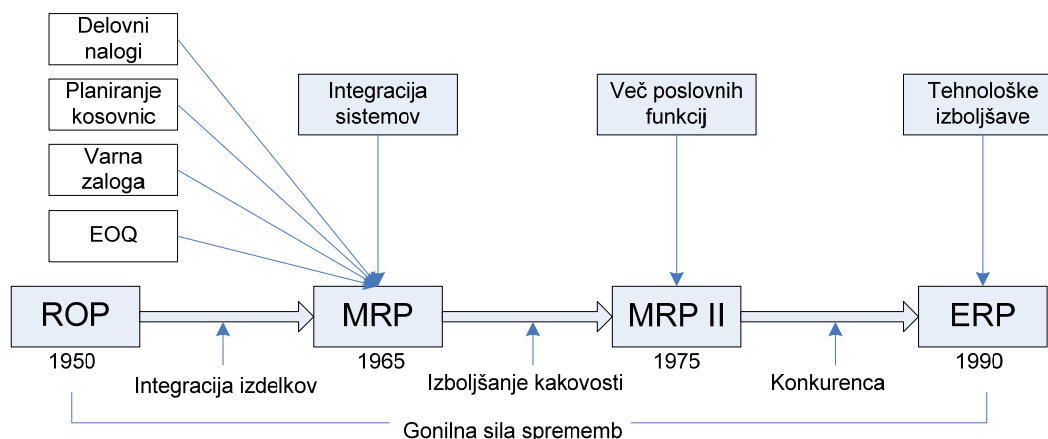 Delovni
nalogi
Planiranje
kosovnic
Varna
zaloga
EOQ
Integracija
sistemov
Več poslovnih
funkcij
Tehnološke
izboljšave
ROP
MRP
MRP II
ERP
1950
1965
1975
1990
Integracija izdelkov
Izboljšanje kakovosti
Konkurenca
Gonilna sila sprememb